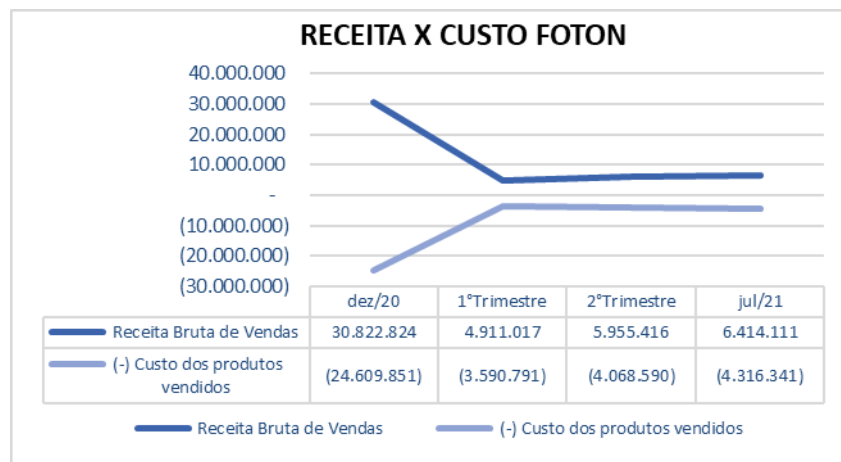 RECEITA X CUSTO FOTON
40.000.000
30.000.000
20.000.000
10.000.000
-
(10.000.000)
(20.000.000)
(30.000.000)
dez/20 1°Trimestre 2°Trimestre jul/21
Receita Bruta de Vendas 30.822.824 4.911.017 5.955.416 6.414.111
(-) Custo dos produtos
vendidos (24.609.851) (3.590.791) (4.068.590) (4.316.341)
Receita Bruta de Vendas (-) Custo dos produtos vendidos